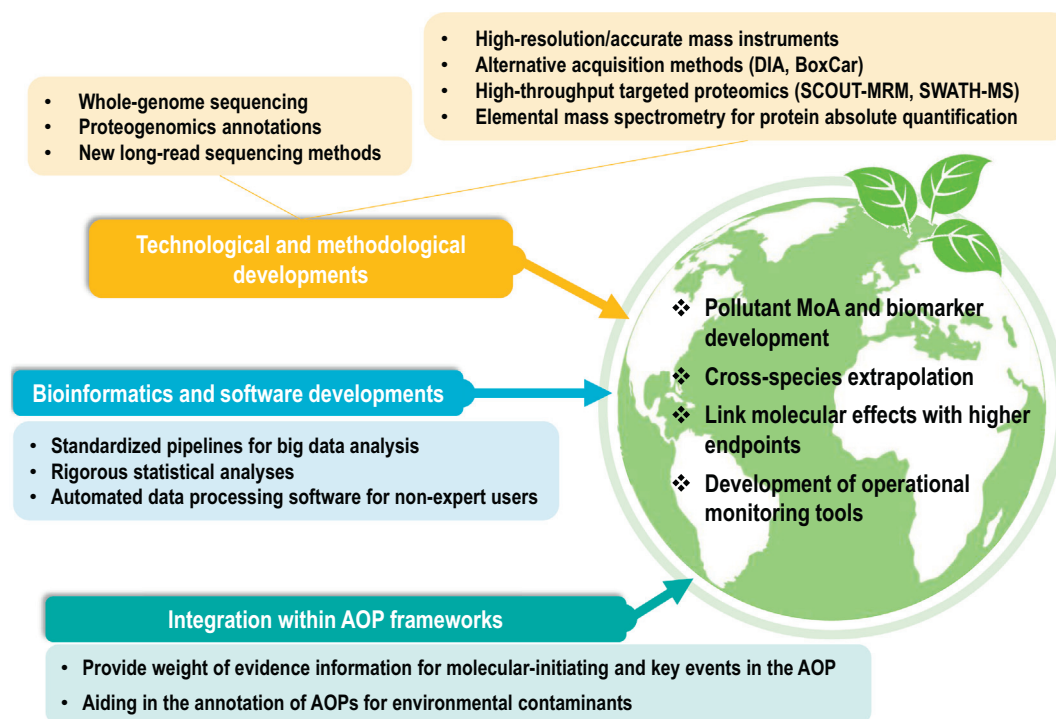 • High-resolution/accurate mass instruments
• Alternative acquisition methods (DIA, BoxCar)
• High-throughput targeted proteomics (SCOUT-MRM, SWATH-MS)
• Elemental mass spectrometry for protein absolute quantification
• Whole-genome sequencing
• Proteogenomics annotations
• New long-read sequencing methods
Technological and methodological
developments
Bioinformatics and software developments
• Standardized pipelines for big data analysis
• Rigorous statistical analyses
• Automated data processing software for non-expert users
Integration within AOP frameworks
• Provide weight of evidence information for molecular-initiating and key events in the AOP
• Aiding in the annotation of AOPs for environmental contaminants
❖ Pollutant MoA and biomarker
development
❖ Cross-species extrapolation
❖ Link molecular effects with higher
endpoints
❖ Development of operational
monitoring tools